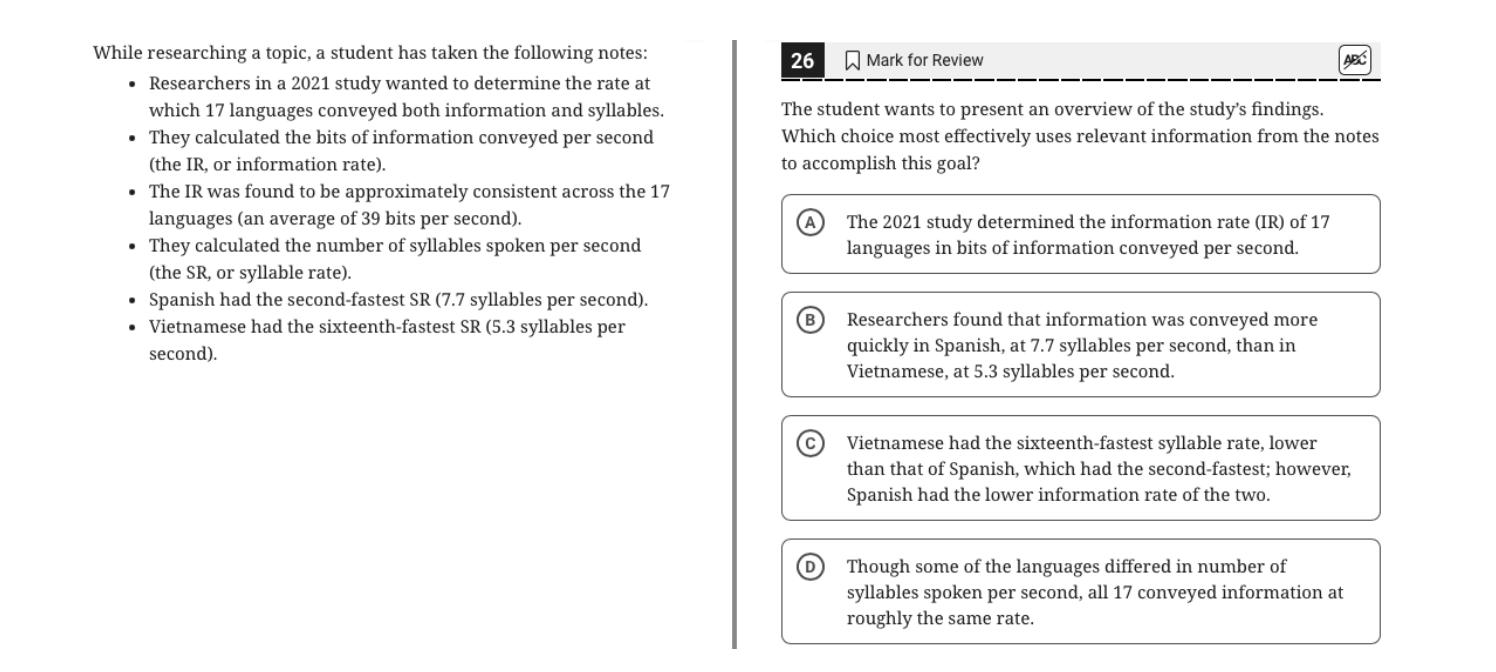 While researching a topic, a student has taken the following notes:
• Researchers in a 2021 study wanted to determine the rate at
which 17 languages conveyed both information and syllables.
• They calculated the bits of information conveyed per second
(the IR, or information rate).
• The IR was found to be approximately consistent across the 17
languages (an average of 39 bits per second).
• They calculated the number of syllables spoken per second
(the SR, or syllable rate).
• Spanish had the second-fastest SR (7.7 syllables per second).
• Vietnamese had the sixteenth-fastest SR (5.3 syllables per
second).
26 Mark for Review ABC
The student wants to present an overview of the study's findings.
Which choice most effectively uses relevant information from the notes
to accomplish this goal?
A The 2021 study determined the information rate (IR) of 17
languages in bits of information conveyed per second.
B Researchers found that information was conveyed more
quickly in Spanish, at 7.7 syllables per second, than in
Vietnamese, at 5.3 syllables per second.
C Vietnamese had the sixteenth-fastest syllable rate, lower
than that of Spanish, which had the second-fastest; however,
Spanish had the lower information rate of the two.
D Though some of the languages differed in number of
syllables spoken per second, all 17 conveyed information at
roughly the same rate.